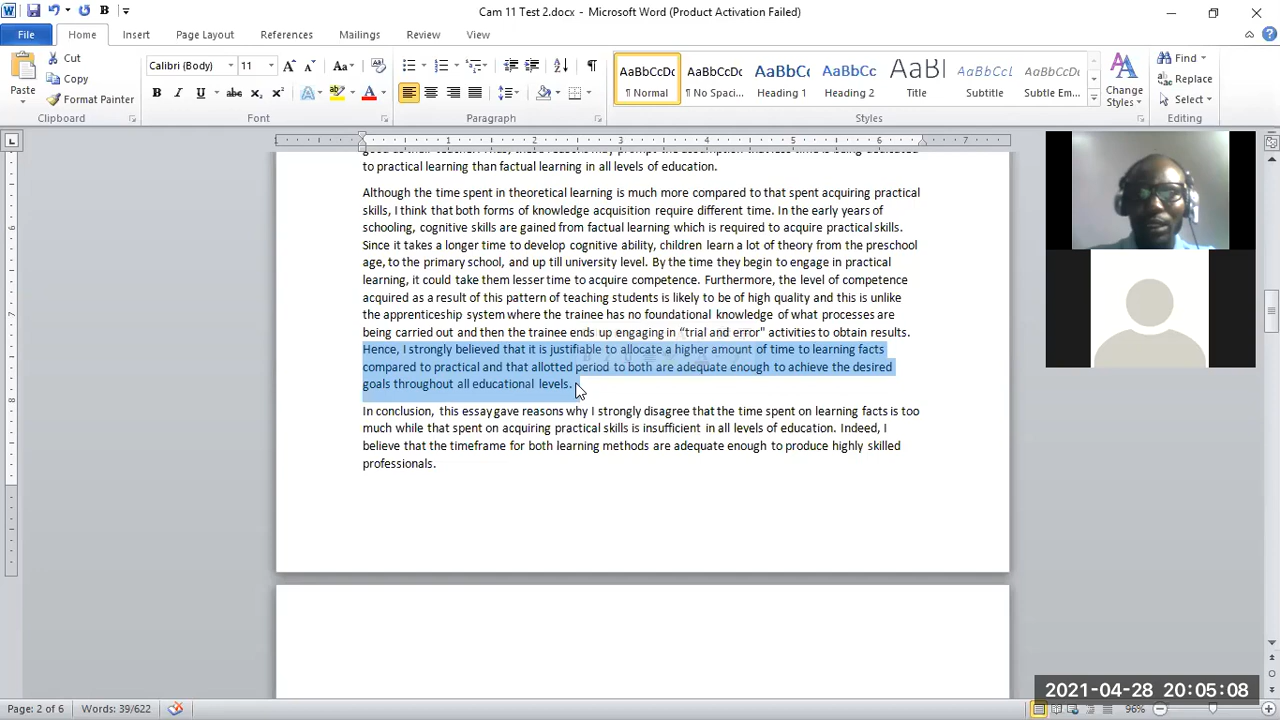 Cam 11 Test 2.docx - Microsoft Word (Product Activation Failed)
File Home Insert Page Layout References Mailings Review View
Cut
Copy
Format Painter
Paste
Clipboard
Calibri (Body) 11
Font
Paragraph
AaBbCcDc AaBbCcDc AaBbC AaBbCc AaBl AaBbCcL AaBbCcDc
¶ Normal ¶ No Spaci... Heading 1 Heading 2 Title Subtitle Subtle Em...
Styles
Change Styles
Find
Replace
Select
Editing
1 1 2 3 4 5 6 7
to practical learning than factual learning in all levels of education.
Although the time spent in theoretical learning is much more compared to that spent acquiring practical
skills, I think that both forms of knowledge acquisition require different time. In the early years of
schooling, cognitive skills are gained from factual learning which is required to acquire practical skills.
Since it takes a longer time to develop cognitive ability, children learn a lot of theory from the preschool
age, to the primary school, and up till university level. By the time they begin to engage in practical
learning, it could take them lesser time to acquire competence. Furthermore, the level of competence
acquired as a result of this pattern of teaching students is likely to be of high quality and this is unlike
the apprenticeship system where the trainee has no foundational knowledge of what processes are
being carried out and then the trainee ends up engaging in “trial and error" activities to obtain results.
Hence, I strongly believed that it is justifiable to allocate a higher amount of time to learning facts
compared to practical and that allotted period to both are adequate enough to achieve the desired
goals throughout all educational levels.
In conclusion, this essay gave reasons why I strongly disagree that the time spent on learning facts is too
much while that spent on acquiring practical skills is insufficient in all levels of education. Indeed, I
believe that the timeframe for both learning methods are adequate enough to produce highly skilled
professionals.
2021-04-28 20:05:08
Page: 2 of 6 Words: 39/622 96%